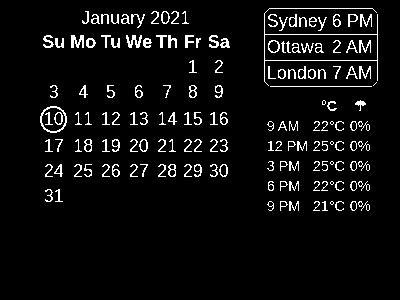 January 2021
Su Mo Tu We Th Fr Sa
1 2
3 4 5 6 7 8 9
10 11 12 13 14 15 16
17 18 19 20 21 22 23
24 25 26 27 28 29 30
31
Sydney 6 PM
Ottawa 2 AM
London 7 AM
°C ☂
9 AM 22°C 0%
12 PM 25°C 0%
3 PM 25°C 0%
6 PM 22°C 0%
9 PM 21°C 0%